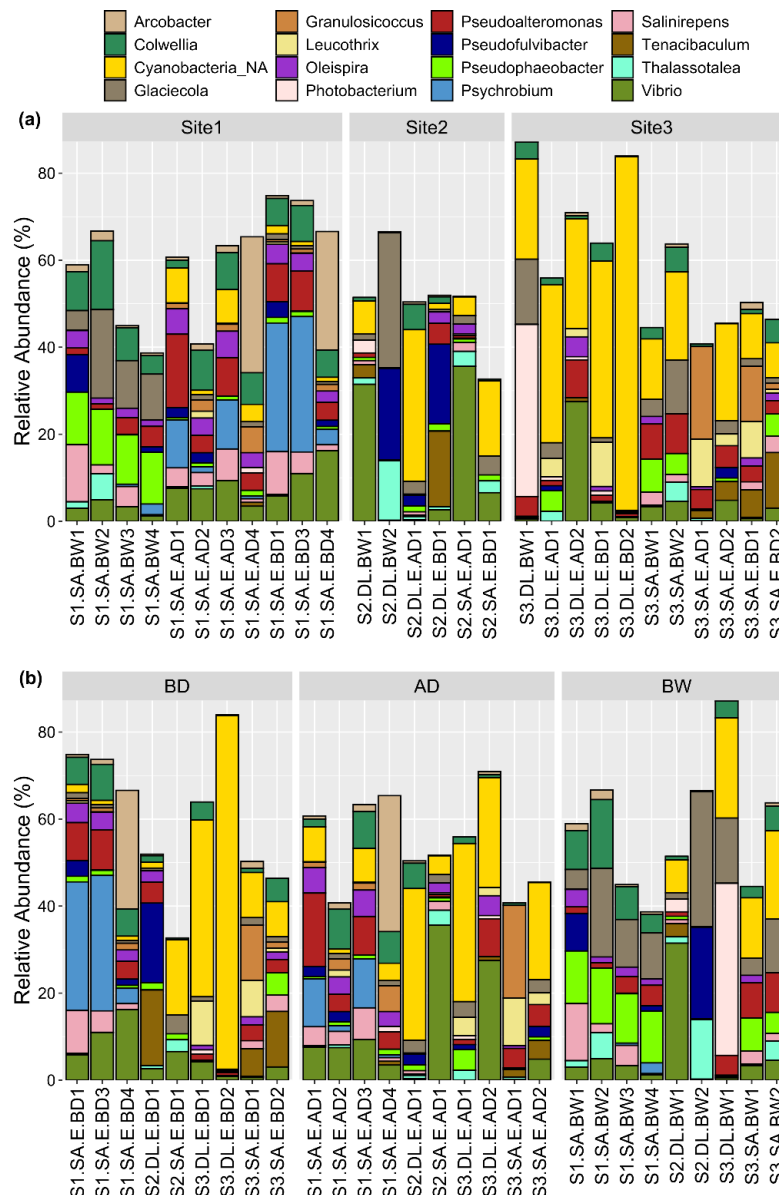 Arcobacter Granulosicoccus Pseudoalteromonas Salinirepens
Colwellia Leucothrix Pseudofulvibacter Tenacibaculum
Cyanobacteria_NA Oleispira Pseudophaeobacter Thalassotalea
Glaciecola Photobacterium Psychrobium Vibrio
(a)
Site1 Site2 Site3
Relative Abundance (%)
80
60
40
20
0
S1.SA.BW1 S1.SA.BW2 S1.SA.BW3 S1.SA.BW4 S1.SA.E.AD1 S1.SA.E.AD2 S1.SA.E.AD3 S1.SA.E.AD4 S1.SA.E.BD1 S1.SA.E.BD3 S1.SA.E.BD4 S2.DL.BW1 S2.DL.BW2 S2.DL.E.AD1 S2.DL.E.BD1 S2.SA.E.AD1 S2.SA.E.BD1 S3.DL.BW1 S3.DL.E.AD1 S3.DL.E.AD2 S3.DL.E.BD1 S3.DL.E.BD2 S3.SA.BW1 S3.SA.BW2 S3.SA.E.AD1 S3.SA.E.AD2 S3.SA.E.BD1 S3.SA.E.BD2
(b)
BD AD BW
Relative Abundance (%)
80
60
40
20
0
S1.SA.E.BD1 S1.SA.E.BD3 S1.SA.E.BD4 S2.DL.E.BD1 S2.SA.E.BD1 S3.DL.E.BD1 S3.DL.E.BD2 S3.SA.E.BD1 S3.SA.E.BD2 S1.SA.E.AD1 S1.SA.E.AD2 S1.SA.E.AD3 S1.SA.E.AD4 S2.DL.E.AD1 S2.SA.E.AD1 S3.DL.E.AD1 S3.DL.E.AD2 S3.SA.E.AD1 S3.SA.E.AD2 S1.SA.BW1 S1.SA.BW2 S1.SA.BW3 S1.SA.BW4 S2.DL.BW1 S2.DL.BW2 S3.DL.BW1 S3.SA.BW1 S3.SA.BW2